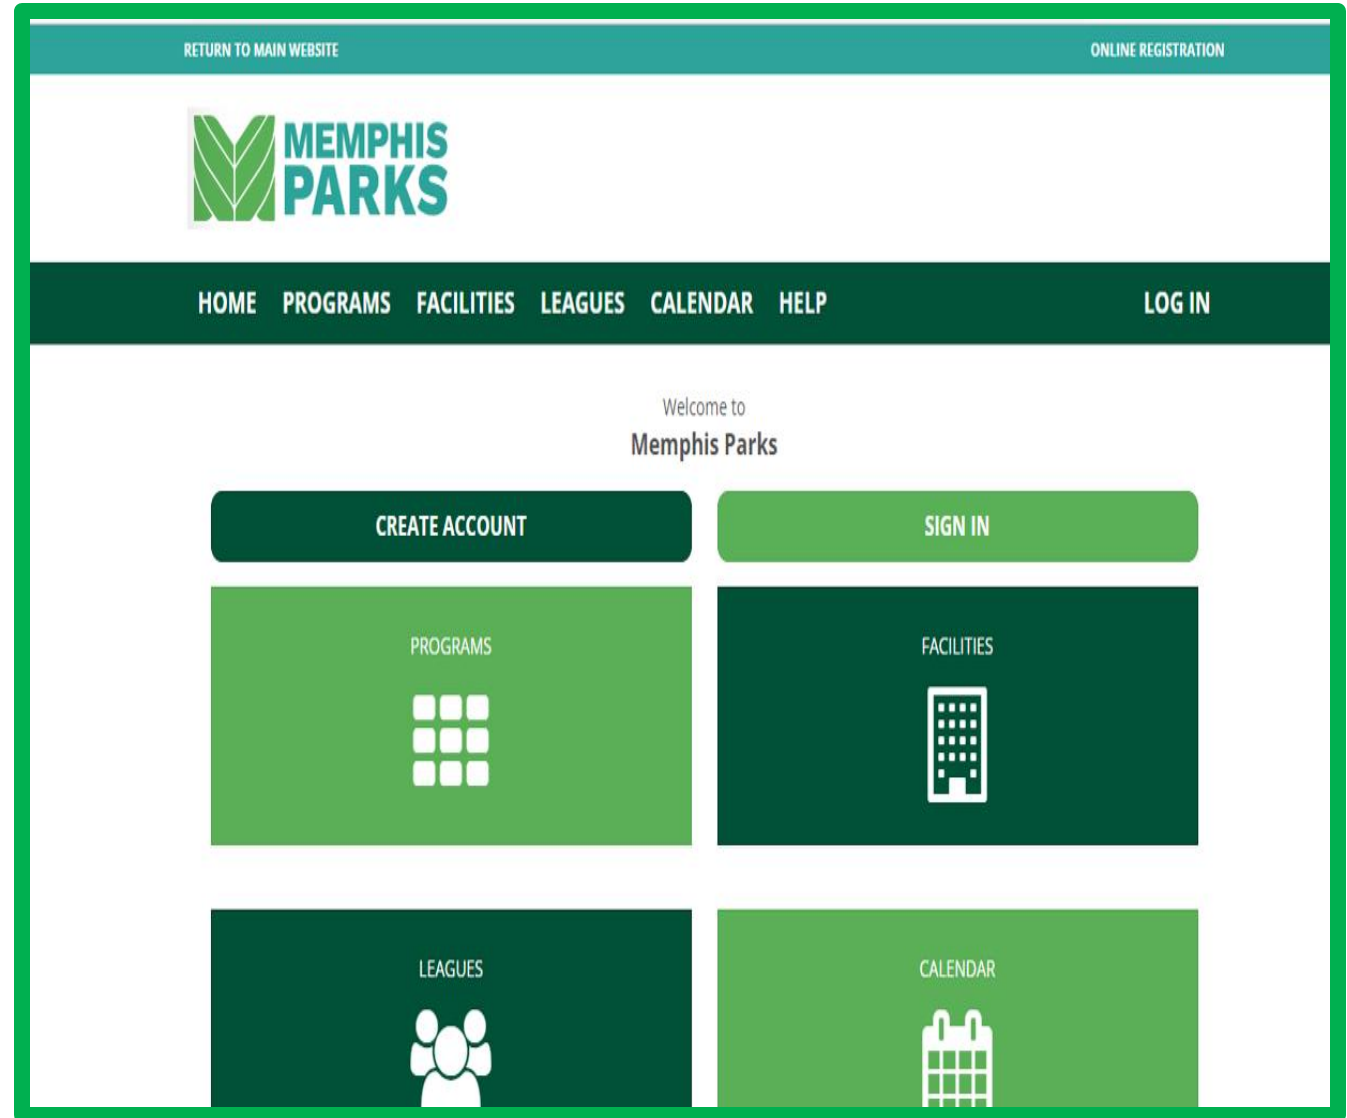 RETURN TO MAIN WEBSITE
ONLINE REGISTRATION
MEMPHIS
PARKS
HOME PROGRAMS FACILITIES LEAGUES CALENDAR HELP LOG IN
Welcome to
Memphis Parks
CREATE ACCOUNT
SIGN IN
PROGRAMS
FACILITIES
LEAGUES
CALENDAR